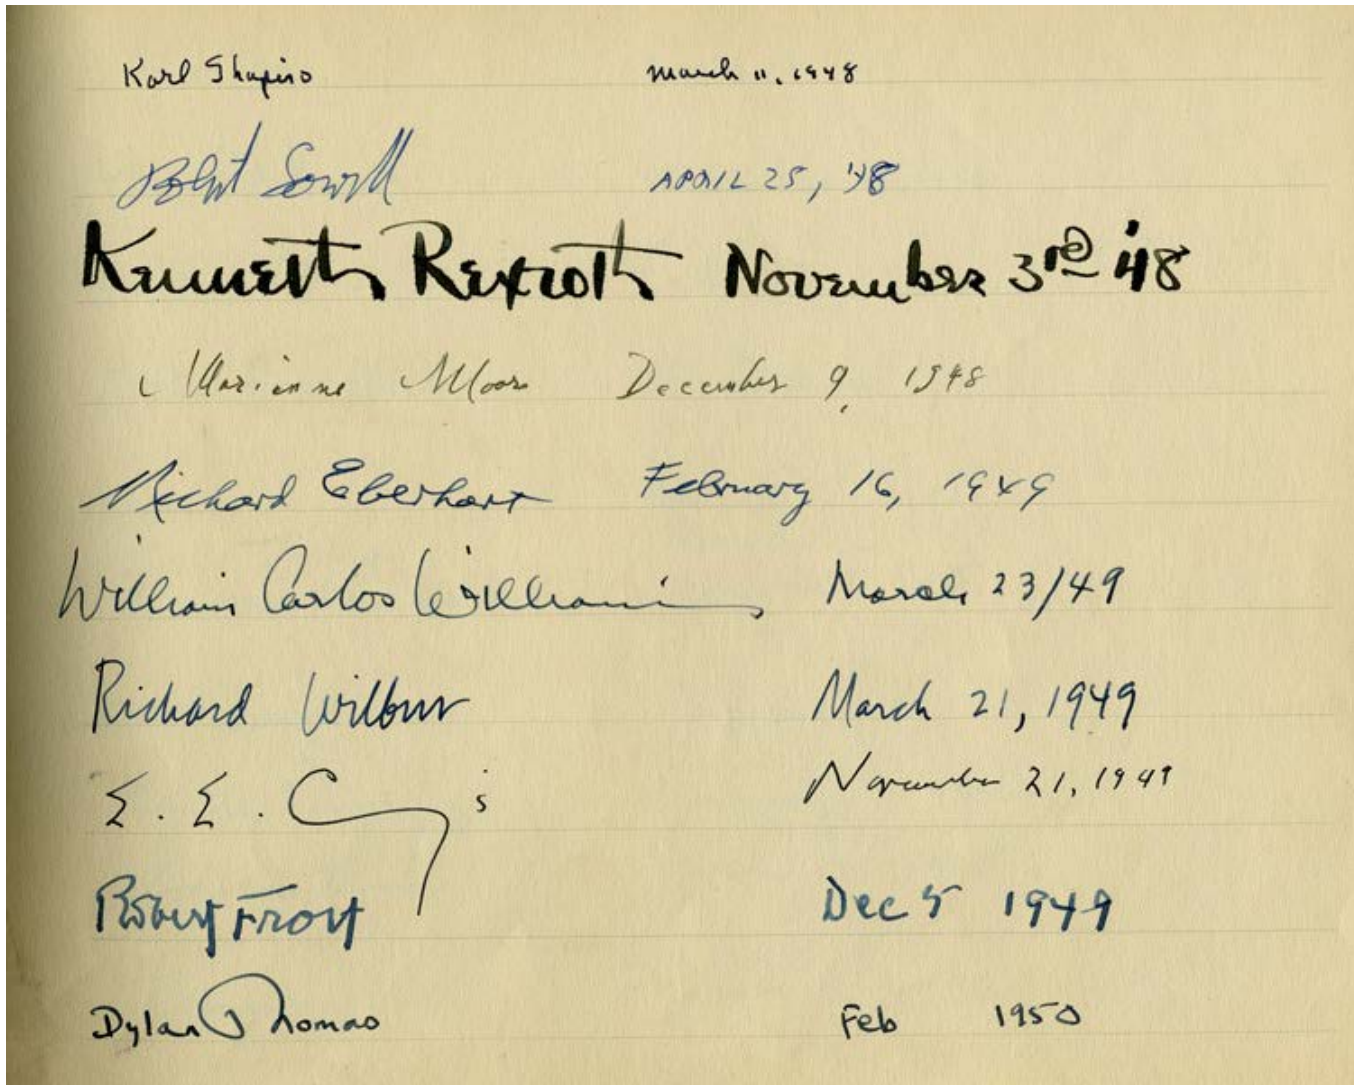 Karl Shapiro March 11, 1948
Robert Lowell APRIL 25, '48
Kenneth Rexroth November 3rd '48
Marianne Moore December 9, 1948
Richard Eberhart February 16, 1949
William Carlos Williams March 23/49
Richard Wilbur March 21, 1949
E. E. Cummings November 21, 1949
Robert Frost Dec 5 1949
Dylan Thomas Feb 1950